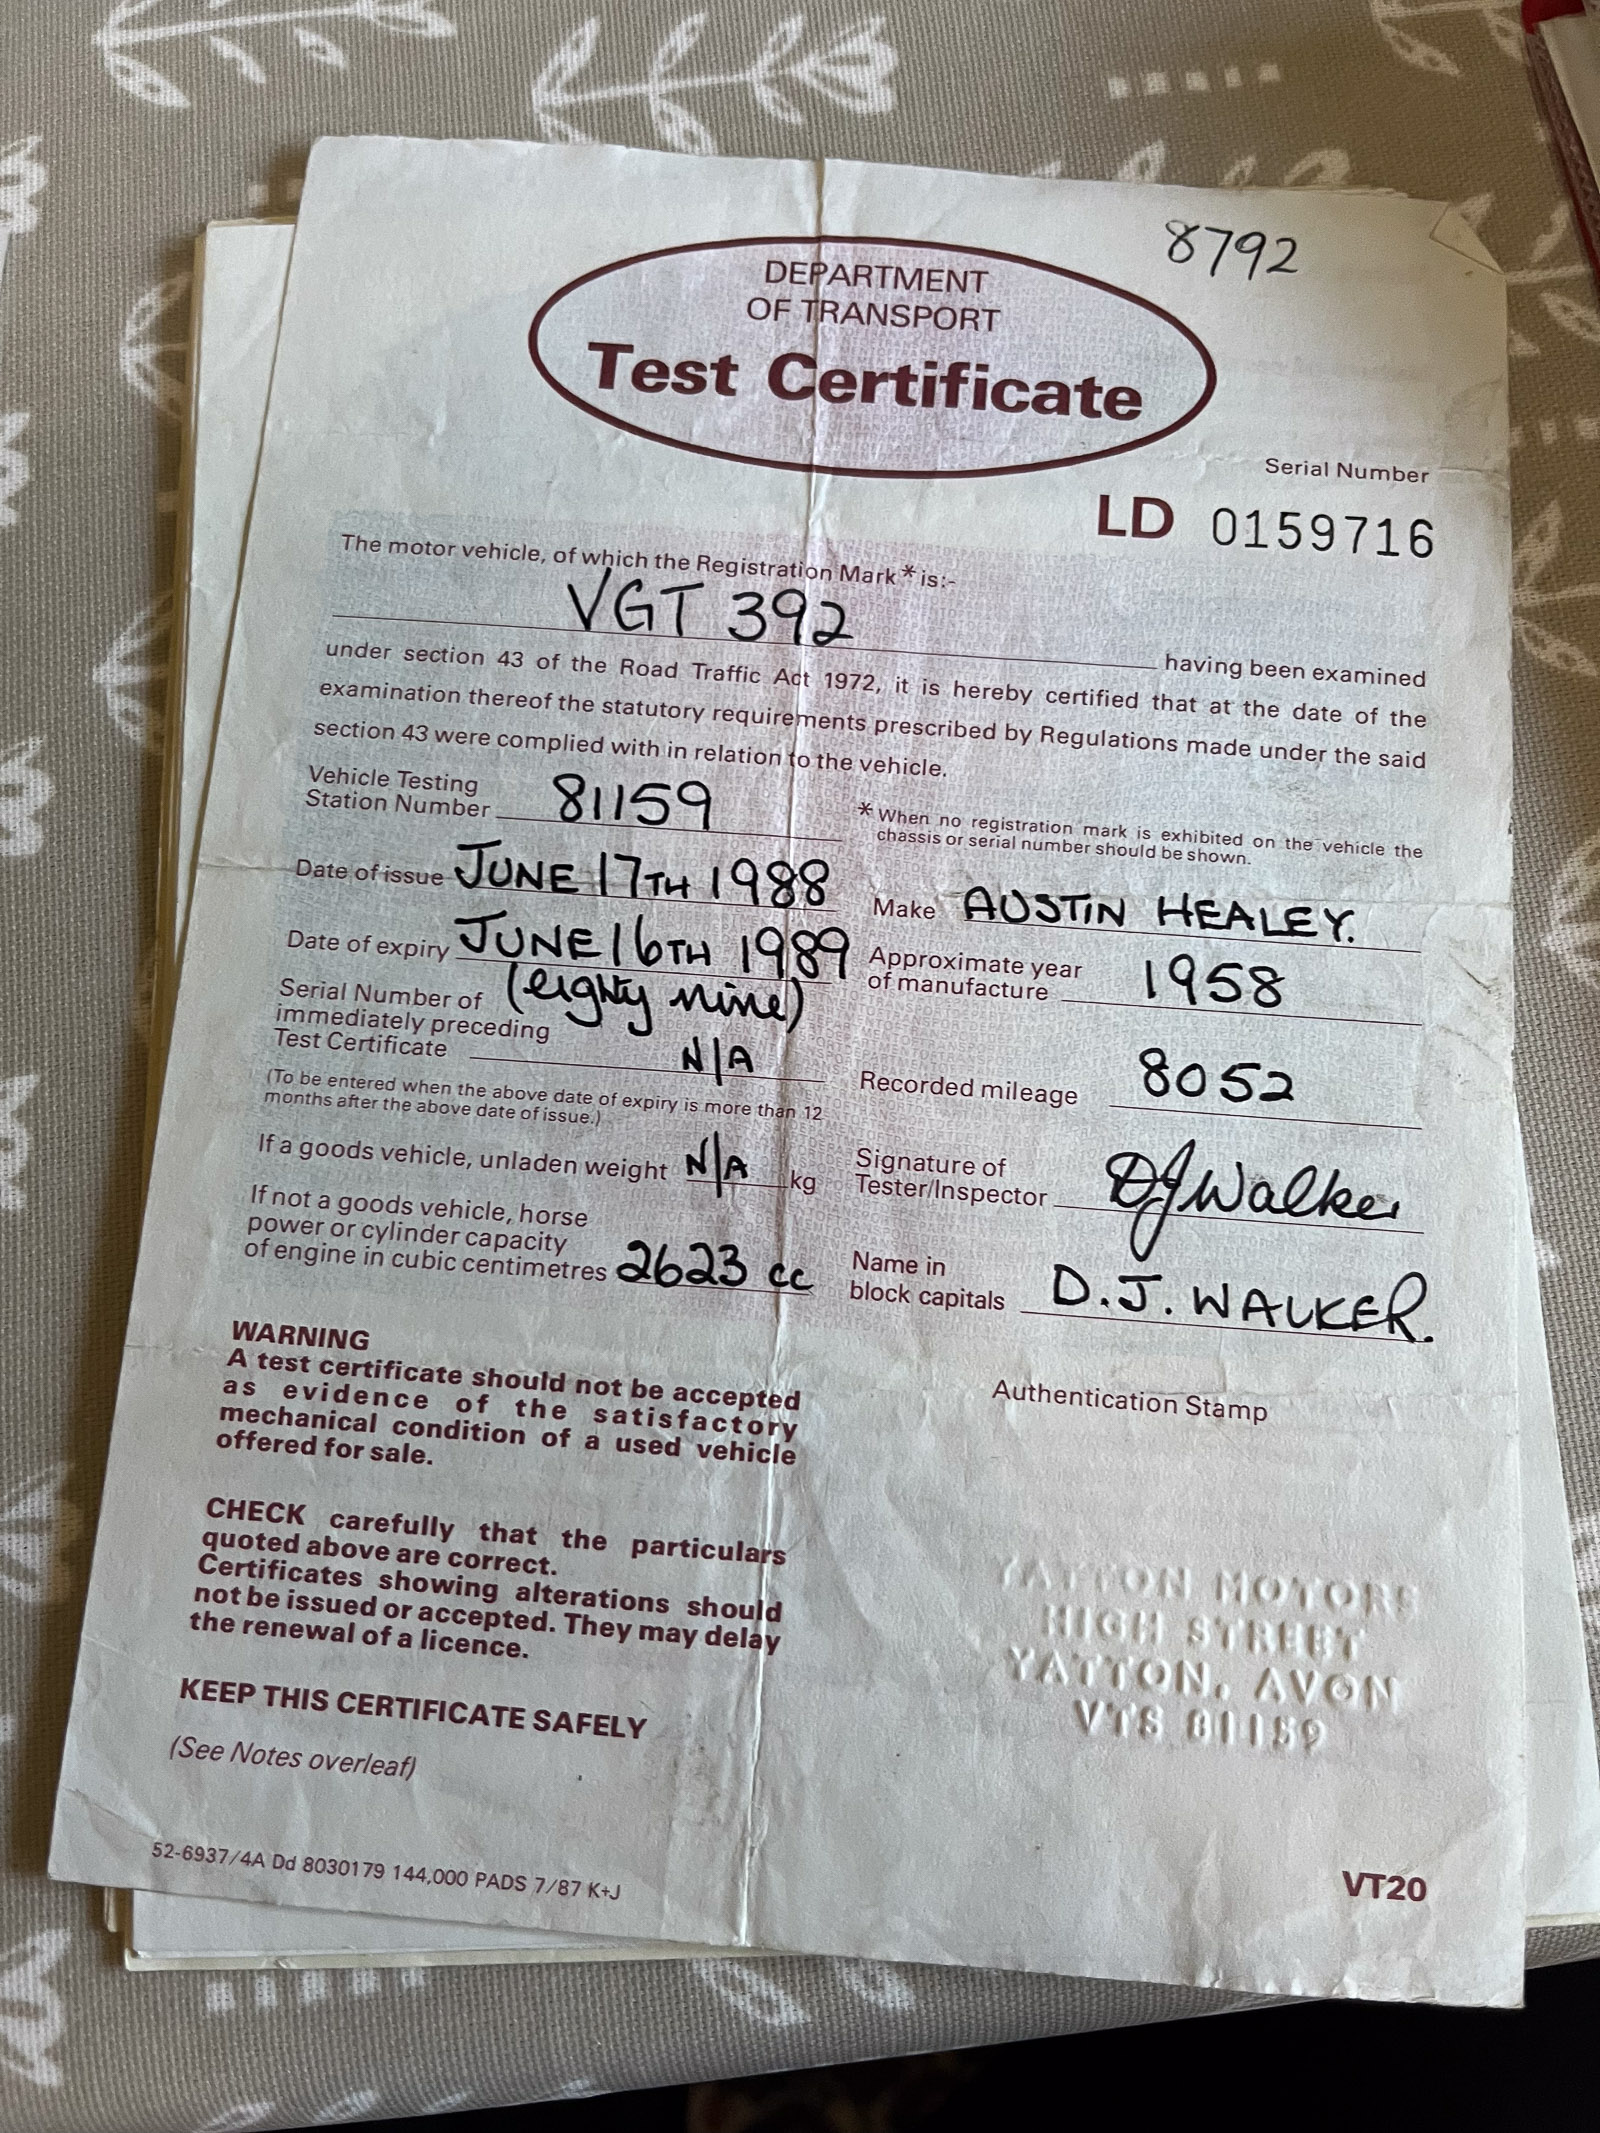 8792
DEPARTMENT
OF TRANSPORT
Test Certificate
Serial Number
LD 0159716
The motor vehicle, of which the Registration Mark * is:-
VGT 392 having been examined
under section 43 of the Road Traffic Act 1972, it is hereby certified that at the date of the
examination thereof the statutory requirements prescribed by Regulations made under the said
section 43 were complied with in relation to the vehicle.
Vehicle Testing
Station Number 81159
* When no registration mark is exhibited on the vehicle the
chassis or serial number should be shown.
Date of issue JUNE 17TH 1988
Make AUSTIN HEALEY.
Date of expiry JUNE 16TH 1989
(eighty nine)
Approximate year
of manufacture 1958
Serial Number of
immediately preceding
Test Certificate N/A
(To be entered when the above date of expiry is more than 12
months after the above date of issue.)
Recorded mileage 8052
If a goods vehicle, unladen weight N/A kg
Signature of
Tester/Inspector DJWalker
If not a goods vehicle, horse
power or cylinder capacity
of engine in cubic centimetres 2623 cc
Name in
block capitals D.J. WALKER.
WARNING
A test certificate should not be accepted
as evidence of the satisfactory
mechanical condition of a used vehicle
offered for sale.
Authentication Stamp
CHECK carefully that the particulars
quoted above are correct.
Certificates showing alterations should
not be issued or accepted. They may delay
the renewal of a licence.
YATTON MOTORS
HIGH STREET
YATTON, AVON
VTS 81159
KEEP THIS CERTIFICATE SAFELY
(See Notes overleaf)
52-6937/4A Dd 8030179 144,000 PADS 7/87 K+J
VT20